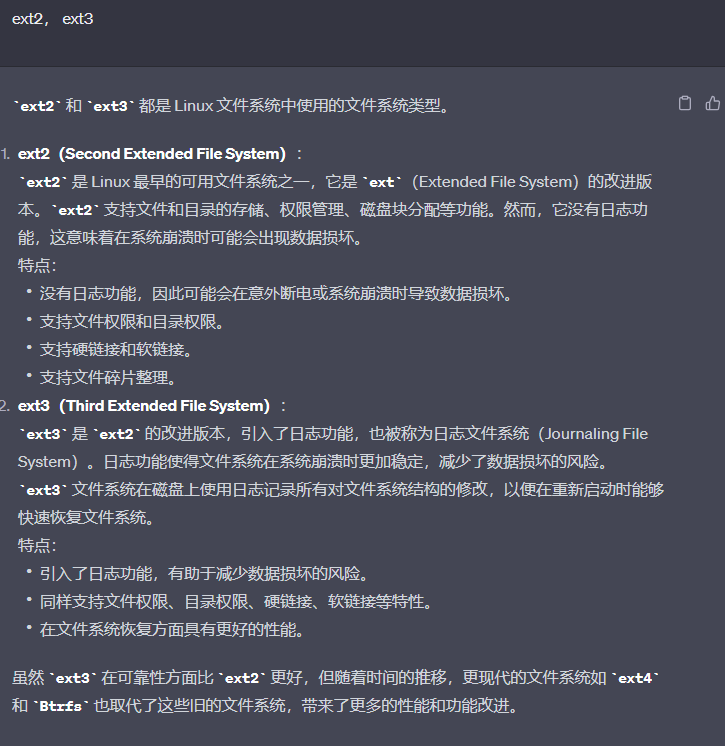 ext2， ext3
`ext2` 和 `ext3` 都是 Linux 文件系统中使用的文件系统类型。
1. ext2（Second Extended File System）：
`ext2` 是 Linux 最早的可用文件系统之一，它是 `ext`（Extended File System）的改进版
本。`ext2` 支持文件和目录的存储、权限管理、磁盘块分配等功能。然而，它没有日志功
能，这意味着在系统崩溃时可能会出现数据损坏。
特点：
• 没有日志功能，因此可能会在意外断电或系统崩溃时导致数据损坏。
• 支持文件权限和目录权限。
• 支持硬链接和软链接。
• 支持文件碎片整理。
2. ext3（Third Extended File System）：
`ext3` 是 `ext2` 的改进版本，引入了日志功能，也被称为日志文件系统（Journaling File
System）。日志功能使得文件系统在系统崩溃时更加稳定，减少了数据损坏的风险。
`ext3` 文件系统在磁盘上使用日志记录所有对文件系统结构的修改，以便在重新启动时能够
快速恢复文件系统。
特点：
• 引入了日志功能，有助于减少数据损坏的风险。
• 同样支持文件权限、目录权限、硬链接、软链接等特性。
• 在文件系统恢复方面具有更好的性能。
虽然 `ext3` 在可靠性方面比 `ext2` 更好，但随着时间的推移，更现代的文件系统如 `ext4`
和 `Btrfs` 也取代了这些旧的文件系统，带来了更多的性能和功能改进。